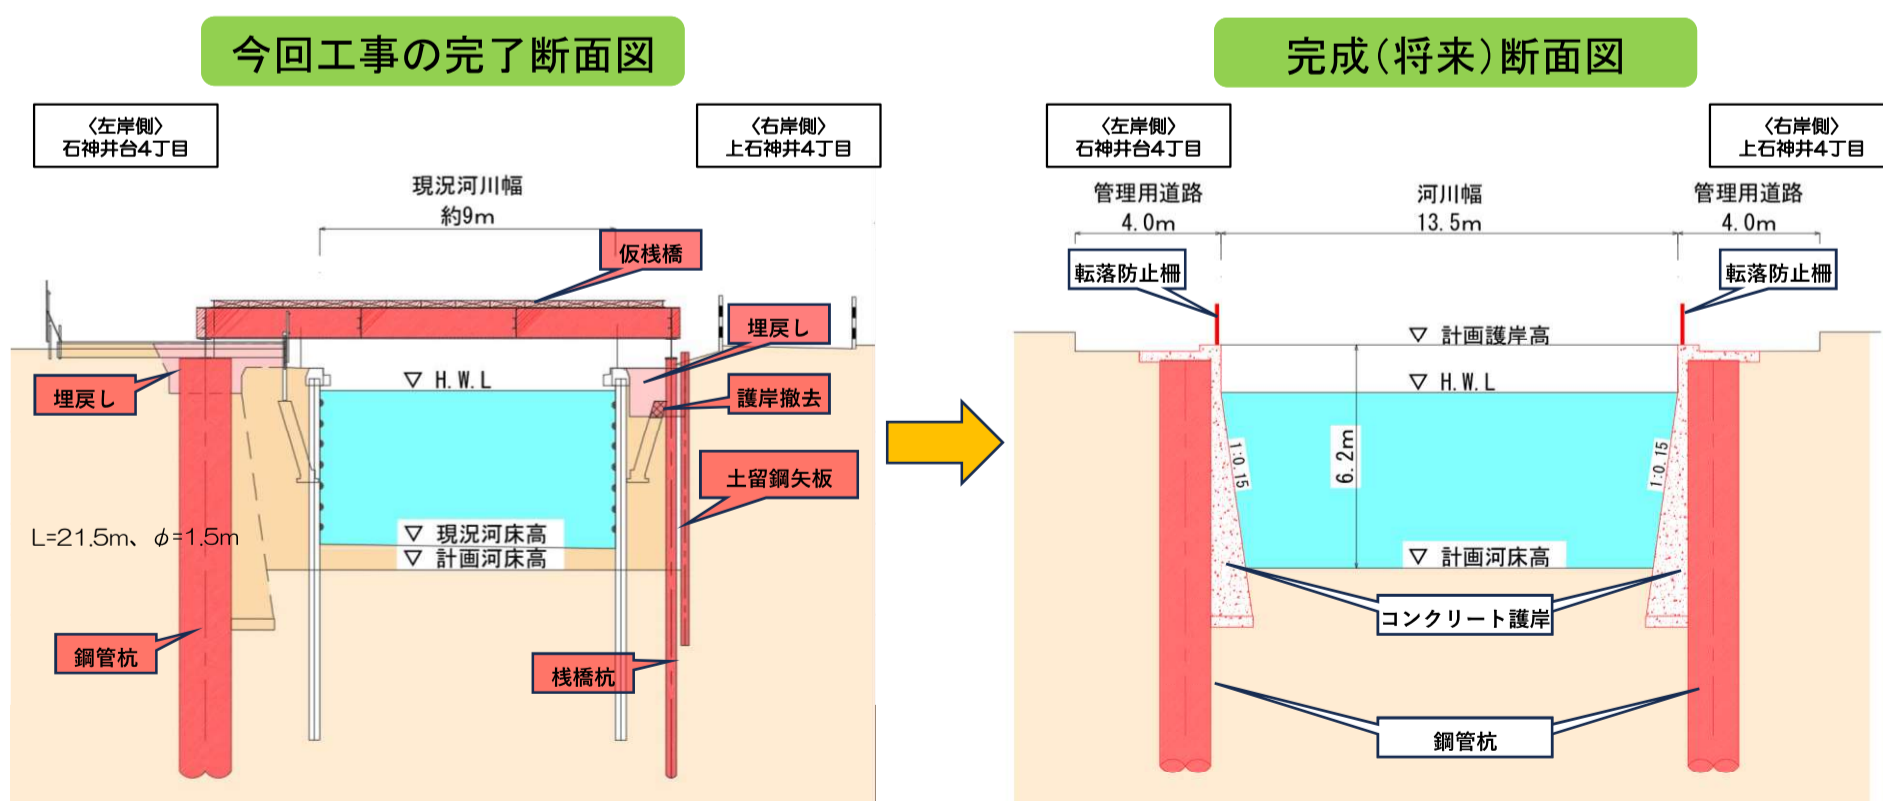 今回工事の完了断面図
〈左岸側〉
石神井台4丁目
〈右岸側〉
上石神井4丁目
現況河川幅
約9m
仮桟橋
埋戻し
護岸撤去
土留鋼矢板
▽ H.W.L
埋戻し
▽ 現況河床高
▽ 計画河床高
L=21.5m、φ=1.5m
鋼管杭
桟橋杭
完成(将来)断面図
〈左岸側〉
石神井台4丁目
〈右岸側〉
上石神井4丁目
管理用道路
4.0m
河川幅
13.5m
管理用道路
4.0m
転落防止柵
転落防止柵
▽ 計画護岸高
▽ H.W.L
1:0.15
6.2m
1:0.15
▽ 計画河床高
コンクリート護岸
鋼管杭